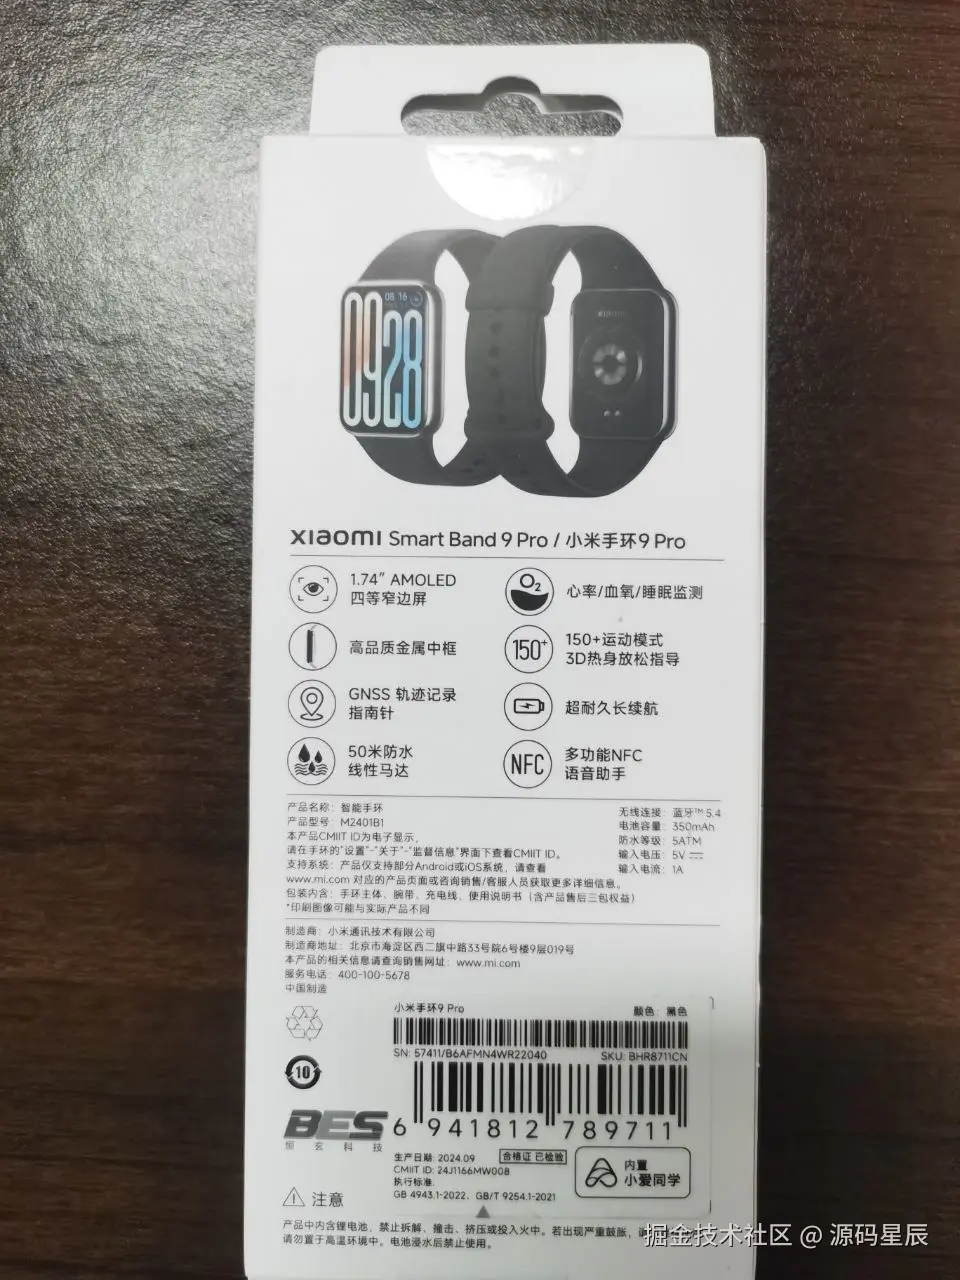 08 16
0928
xiaomi
xiaomi Smart Band 9 Pro / 小米手环9 Pro
1.74" AMOLED
四等窄边屏
O₂
心率/血氧/睡眠监测
高品质金属中框
150+
150+运动模式
3D热身放松指导
GNSS 轨迹记录
指南针
超耐久长续航
50米防水
线性马达
NFC
多功能NFC
语音助手
产品名称：智能手环
产品型号：M2401B1
本产品CMIIT ID为电子显示，
请在手环的"设置"-"关于"-"监督信息"界面下查看CMIIT ID。
支持系统：产品仅支持部分Android或iOS系统，请查看
www.mi.com 对应的产品页面或咨询销售/客服人员获取更多详细信息。
包装内含：手环主体、腕带、充电线、使用说明书（含产品售后三包权益）
*印刷图像可能与实际产品不同
无线连接：蓝牙™ 5.4
电池容量：350mAh
防水等级：5ATM
输入电压：5V ⎓
输入电流：1A
制造商：小米通讯技术有限公司
制造商地址：北京市海淀区西二旗中路33号院6号楼9层019号
本产品的相关信息请查询销售网址：www.mi.com
服务电话：400-100-5678
中国制造
小米手环9 Pro
颜色：黑色
SN: 57411/B6AFMN4WR22040
SKU: BHR8711CN
10
BES
恒玄科技
6 941812 789711
生产日期: 2024.09
合格证 已检验
CMIIT ID: 24J1166MW008
执行标准:
GB 4943.1-2022、GB/T 9254.1-2021
内置
小爱同学
注意
产品中内含锂电池，禁止拆解、撞击、挤压或投入火中。若出现严重鼓胀，
请勿置于高温环境中。电池浸水后禁止使用。
掘金技术社区 @ 源码星辰